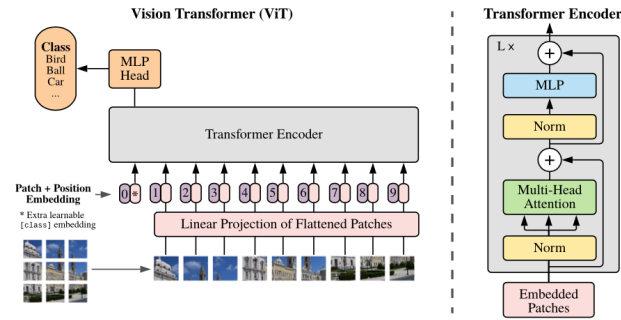 Vision Transformer (ViT)
Class
Bird
Ball
Car
...
MLP
Head
Transformer Encoder
Patch + Position
Embedding
* Extra learnable
[class] embedding
0 * 1 2 3 4 5 6 7 8 9
Linear Projection of Flattened Patches
Transformer Encoder
L x
+
MLP
Norm
+
Multi-Head
Attention
Norm
Embedded
Patches